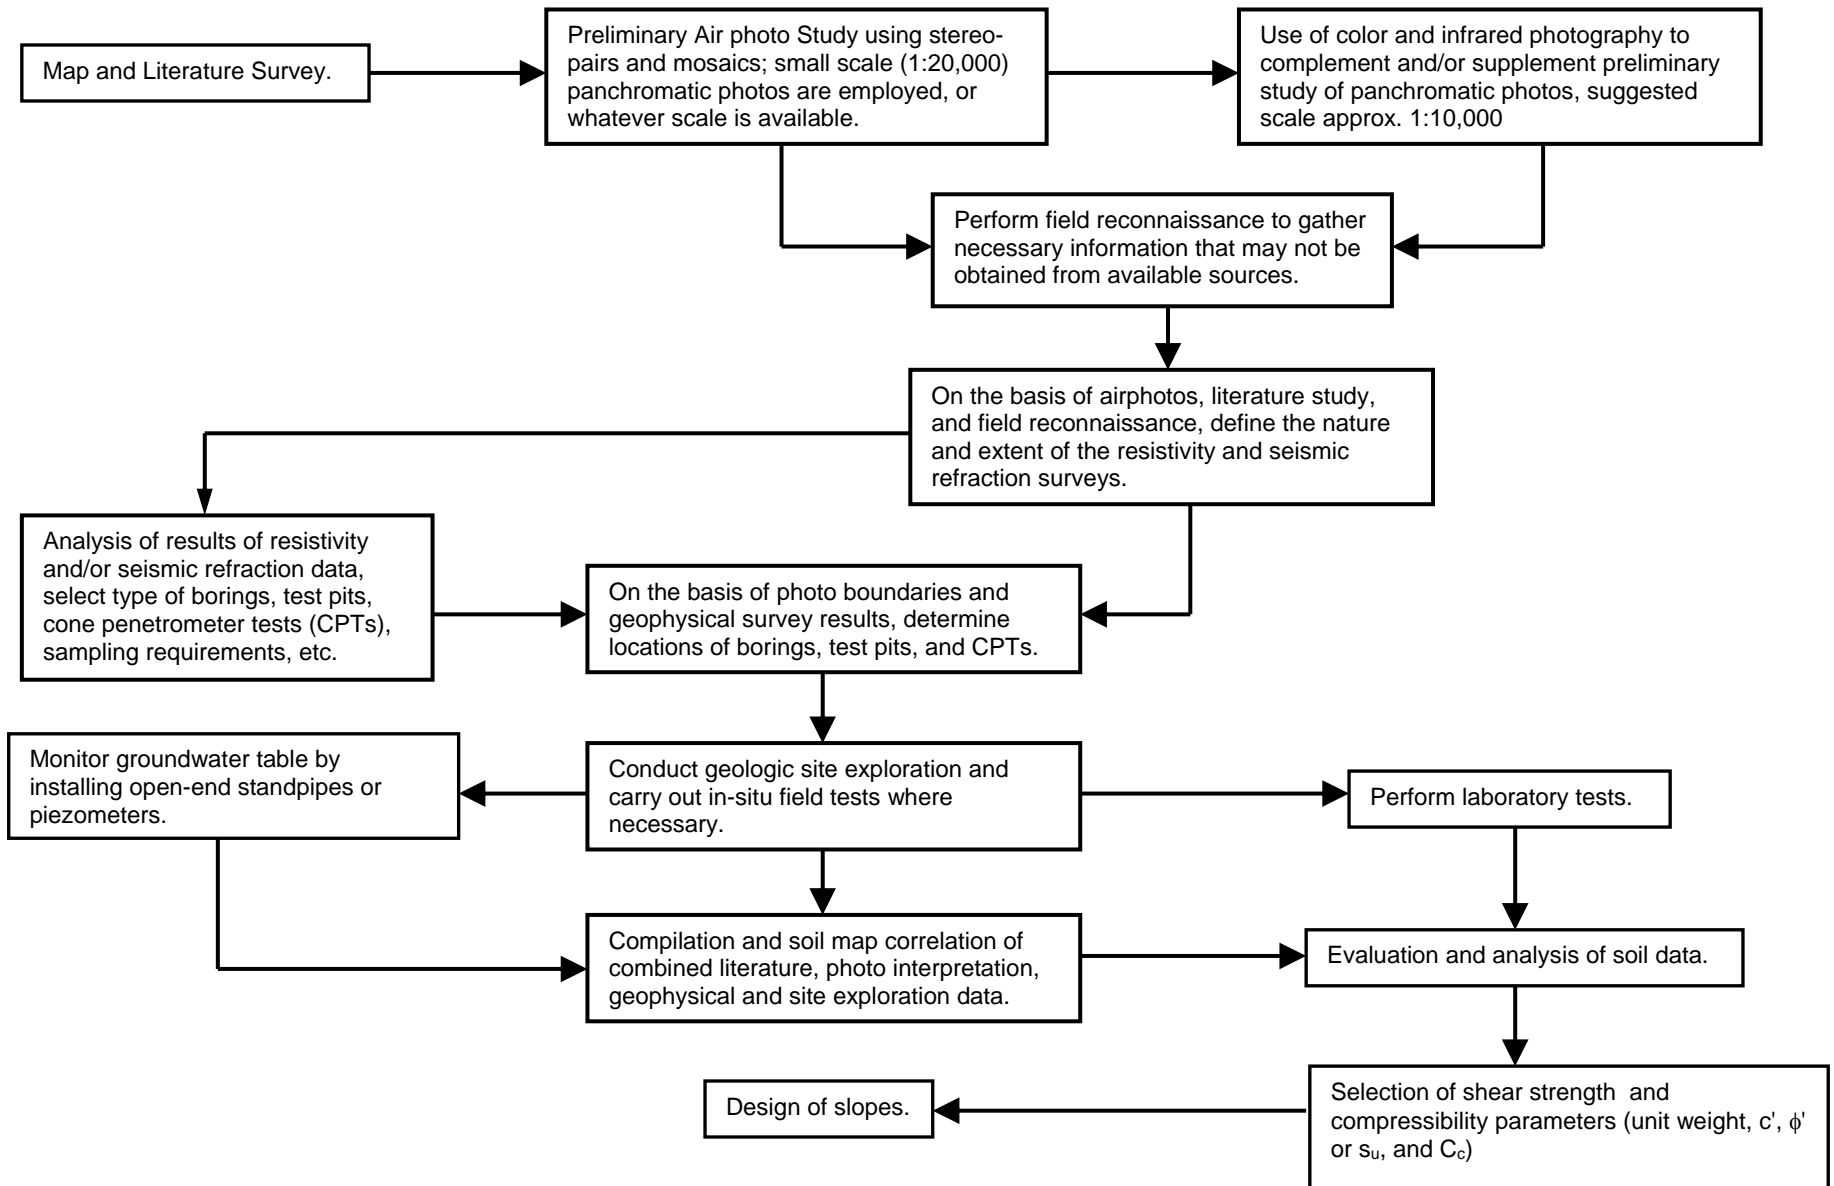 Map and Literature Survey.
Preliminary Air photo Study using stereo-
pairs and mosaics; small scale (1:20,000)
panchromatic photos are employed, or
whatever scale is available.
Use of color and infrared photography to
complement and/or supplement preliminary
study of panchromatic photos, suggested
scale approx. 1:10,000
Perform field reconnaissance to gather
necessary information that may not be
obtained from available sources.
On the basis of airphotos, literature study,
and field reconnaissance, define the nature
and extent of the resistivity and seismic
refraction surveys.
Analysis of results of resistivity
and/or seismic refraction data,
select type of borings, test pits,
cone penetrometer tests (CPTs),
sampling requirements, etc.
On the basis of photo boundaries and
geophysical survey results, determine
locations of borings, test pits, and CPTs.
Monitor groundwater table by
installing open-end standpipes or
piezometers.
Conduct geologic site exploration and
carry out in-situ field tests where
necessary.
Perform laboratory tests.
Compilation and soil map correlation of
combined literature, photo interpretation,
geophysical and site exploration data.
Evaluation and analysis of soil data.
Design of slopes.
Selection of shear strength and
compressibility parameters (unit weight, c', ϕ'
or sᵤ, and C꜀)